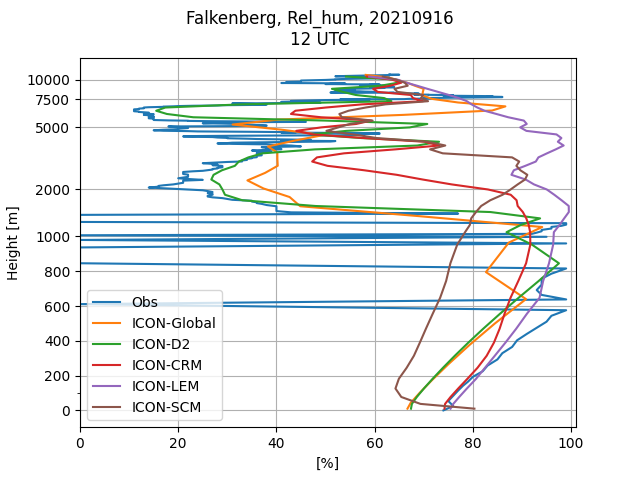 Falkenberg, Rel_hum, 20210916
12 UTC
Height [m]
10000
7500
5000
2000
1000
800
600
400
200
0
Obs
ICON-Global
ICON-D2
ICON-CRM
ICON-LEM
ICON-SCM
0 20 40 60 80 100
[%]